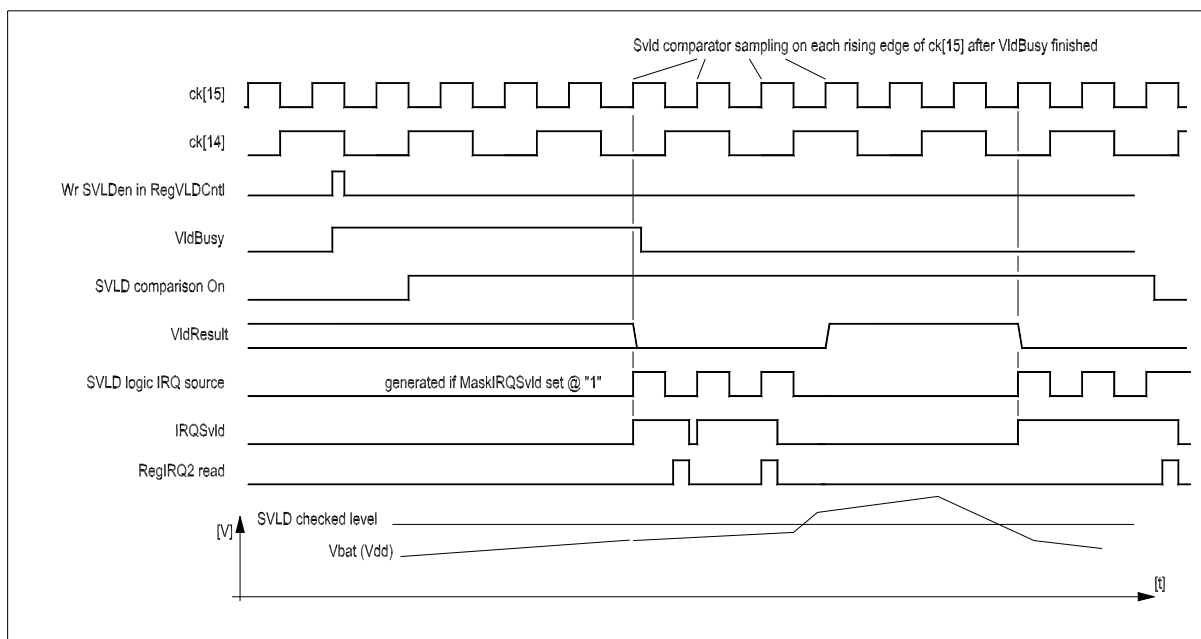 Svld comparator sampling on each rising edge of ck[15] after VldBusy finished
ck[15]
ck[14]
Wr SVLDen in RegVLDCntl
VldBusy
SVLD comparison On
VldResult
SVLD logic IRQ source
generated if MaskIRQSvld set @ "1"
IRQSvld
RegIRQ2 read
[V]
SVLD checked level
Vbat (Vdd)
[t]